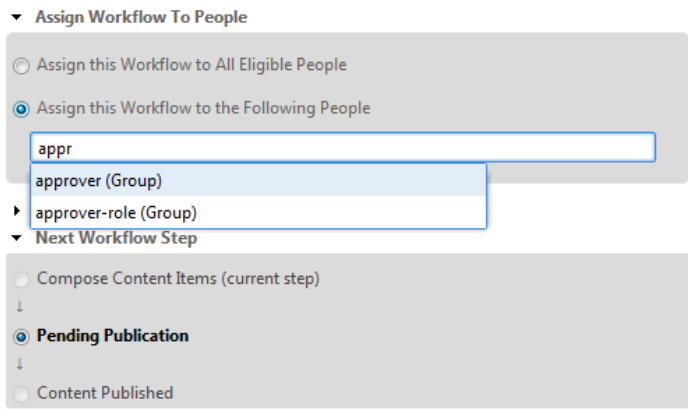 Assign Workflow To People
Assign this Workflow to All Eligible People
Assign this Workflow to the Following People
appr
approver (Group)
approver-role (Group)
Next Workflow Step
Compose Content Items (current step)
↓
Pending Publication
↓
Content Published